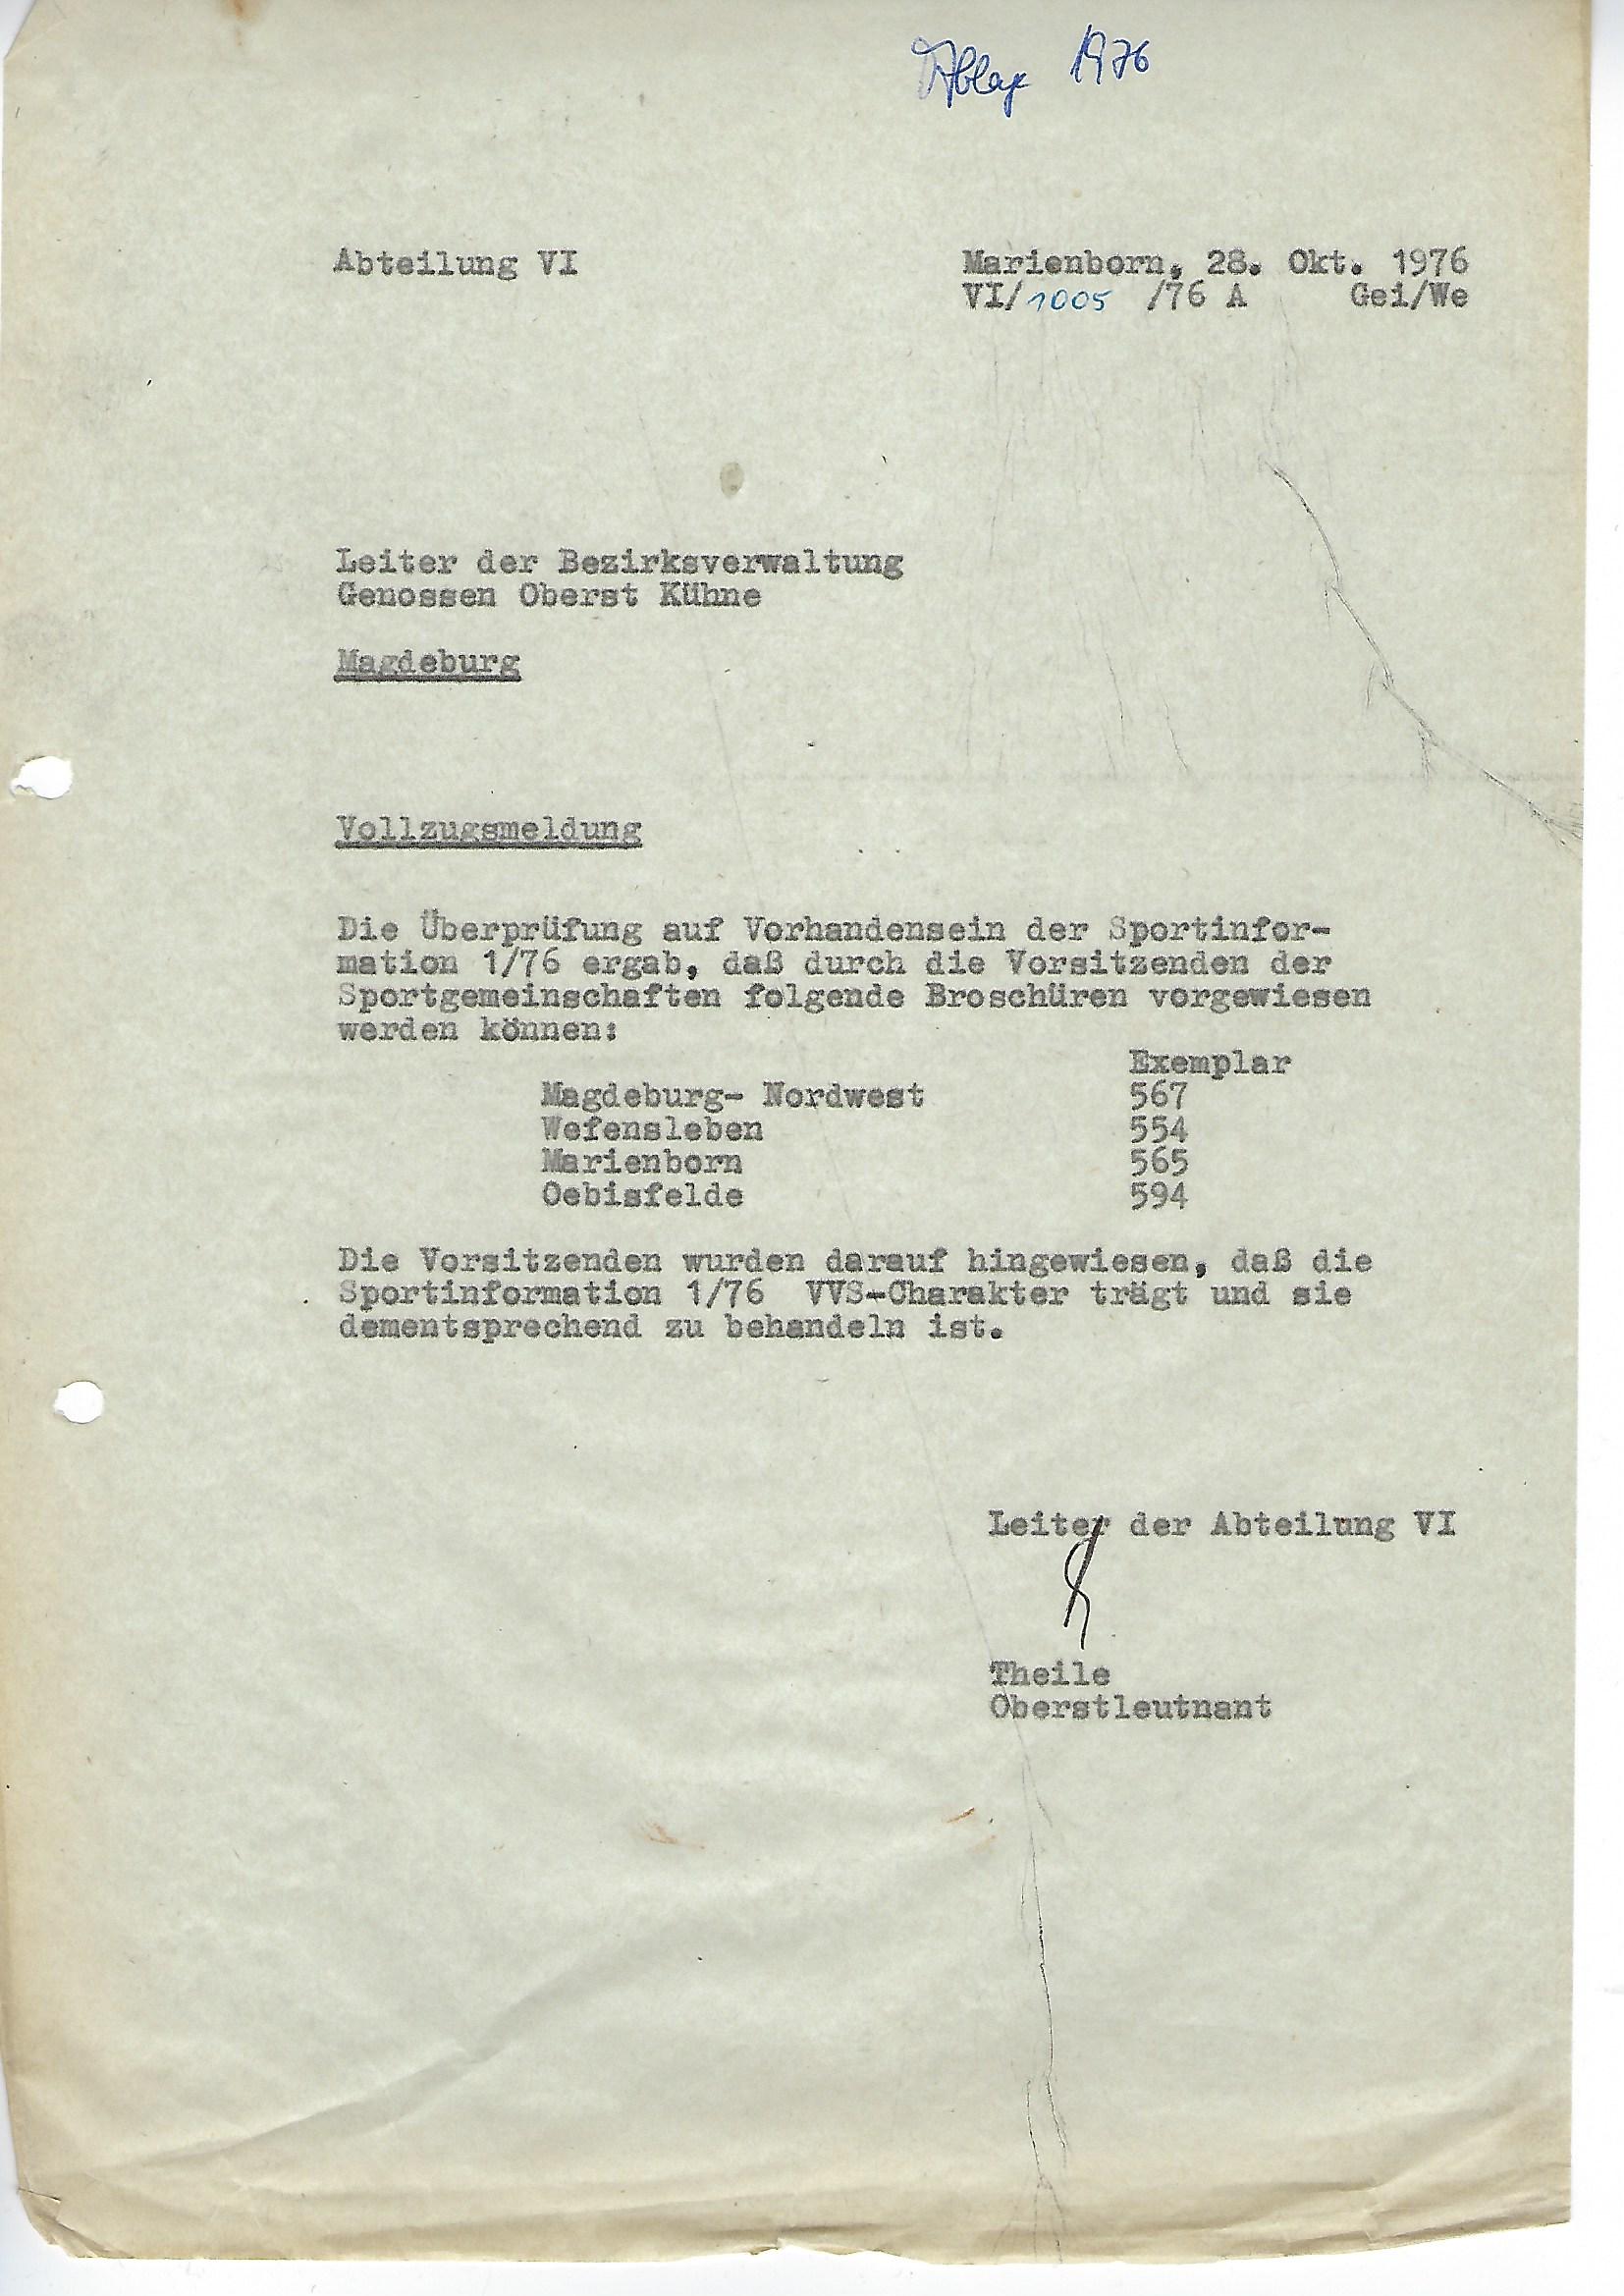 Ablage 1976
Abteilung VI
Marienborn, 28. Okt. 1976
VI/1005 /76 A Gei/We
Leiter der Bezirksverwaltung
Genossen Oberst Kühne
Magdeburg
Vollzugsmeldung
Die Überprüfung auf Vorhandensein der Sportinfor-
mation 1/76 ergab, daß durch die Vorsitzenden der
Sportgemeinschaften folgende Broschüren vorgewiesen
werden können:
Exemplar
Magdeburg- Nordwest 567
Wefensleben 554
Marienborn 565
Oebisfelde 594
Die Vorsitzenden wurden darauf hingewiesen, daß die
Sportinformation 1/76 VVS-Charakter trägt und sie
dementsprechend zu behandeln ist.
Leiter der Abteilung VI
Theile
Oberstleutnant